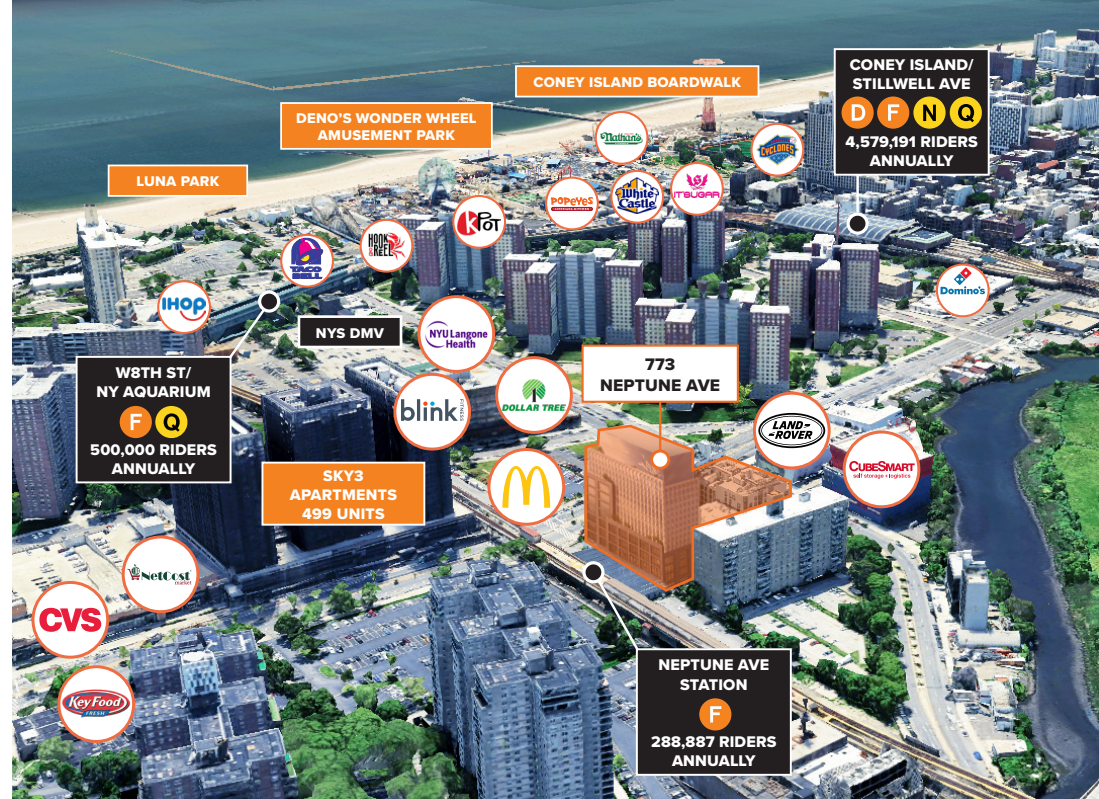 CONEY ISLAND BOARDWALK
CONEY ISLAND/
STILLWELL AVE
D F N Q
4,579,191 RIDERS
ANNUALLY
DENO'S WONDER WHEEL
AMUSEMENT PARK
Nathan's
CYCLONES
LUNA PARK
POPEYES
White
Castle
IT'SUGAR
KPOT
HOOK
& REEL
TACO
BELL
IHOP
Domino's
NYS DMV
NYU Langone
Health
773
NEPTUNE AVE
W8TH ST/
NY AQUARIUM
F Q
500,000 RIDERS
ANNUALLY
blink
FITNESS
DOLLAR TREE
LAND-
-ROVER
CUBESMART
self storage + logistics
SKY3
APARTMENTS
499 UNITS
NetCost
market
CVS
KeyFood
FRESH
NEPTUNE AVE
STATION
F
288,887 RIDERS
ANNUALLY